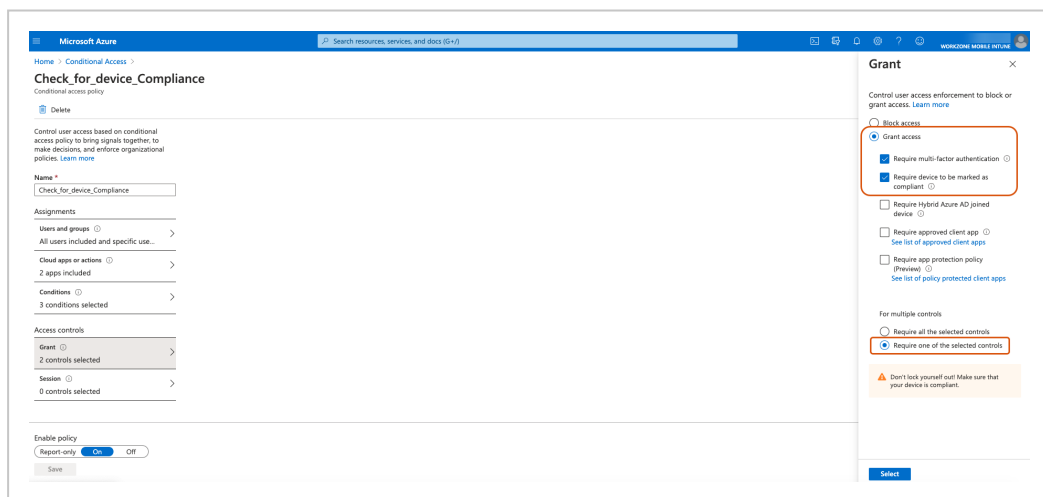 Microsoft Azure
Search resources, services, and docs (G+/)
WORKZONE MOBILE INTUNE
Home > Conditional Access >
Check_for_device_Compliance
Conditional access policy
Delete
Control user access based on conditional
access policy to bring signals together, to
make decisions, and enforce organizational
policies. Learn more
Name *
Check_for_device_Compliance
Assignments
Users and groups
All users included and specific use...
Cloud apps or actions
2 apps included
Conditions
3 conditions selected
Access controls
Grant
2 controls selected
Session
0 controls selected
Enable policy
Report-only On Off
Save
Grant
Control user access enforcement to block or
grant access. Learn more
Block access
Grant access
Require multi-factor authentication
Require device to be marked as
compliant
Require Hybrid Azure AD joined
device
Require approved client app
See list of approved client apps
Require app protection policy
(Preview)
See list of policy protected client apps
For multiple controls
Require all the selected controls
Require one of the selected controls
Don't lock yourself out! Make sure that
your device is compliant.
Select